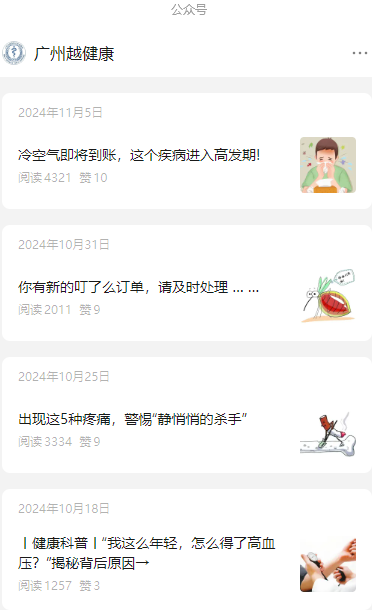 公众号
广州越健康
2024年11月5日
冷空气即将到账，这个疾病进入高发期!
阅读 4321 赞 10
2024年10月31日
你有新的叮了么订单，请及时处理 ... ...
阅读 2011 赞 9
2024年10月25日
出现这5种疼痛，警惕“静悄悄的杀手”
阅读 3334 赞 9
2024年10月18日
丨健康科普丨“我这么年轻，怎么得了高血
压？”揭秘背后原因→
阅读 1257 赞 3